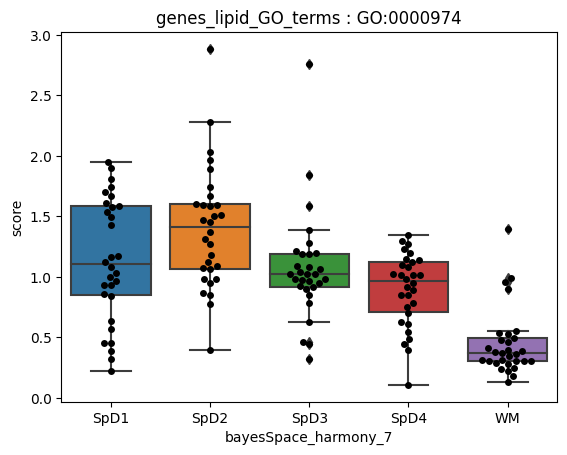 genes_lipid_GO_terms : GO:0000974
3.0
2.5
2.0
1.5
1.0
0.5
0.0
score
SpD1 SpD2 SpD3 SpD4 WM
bayesSpace_harmony_7